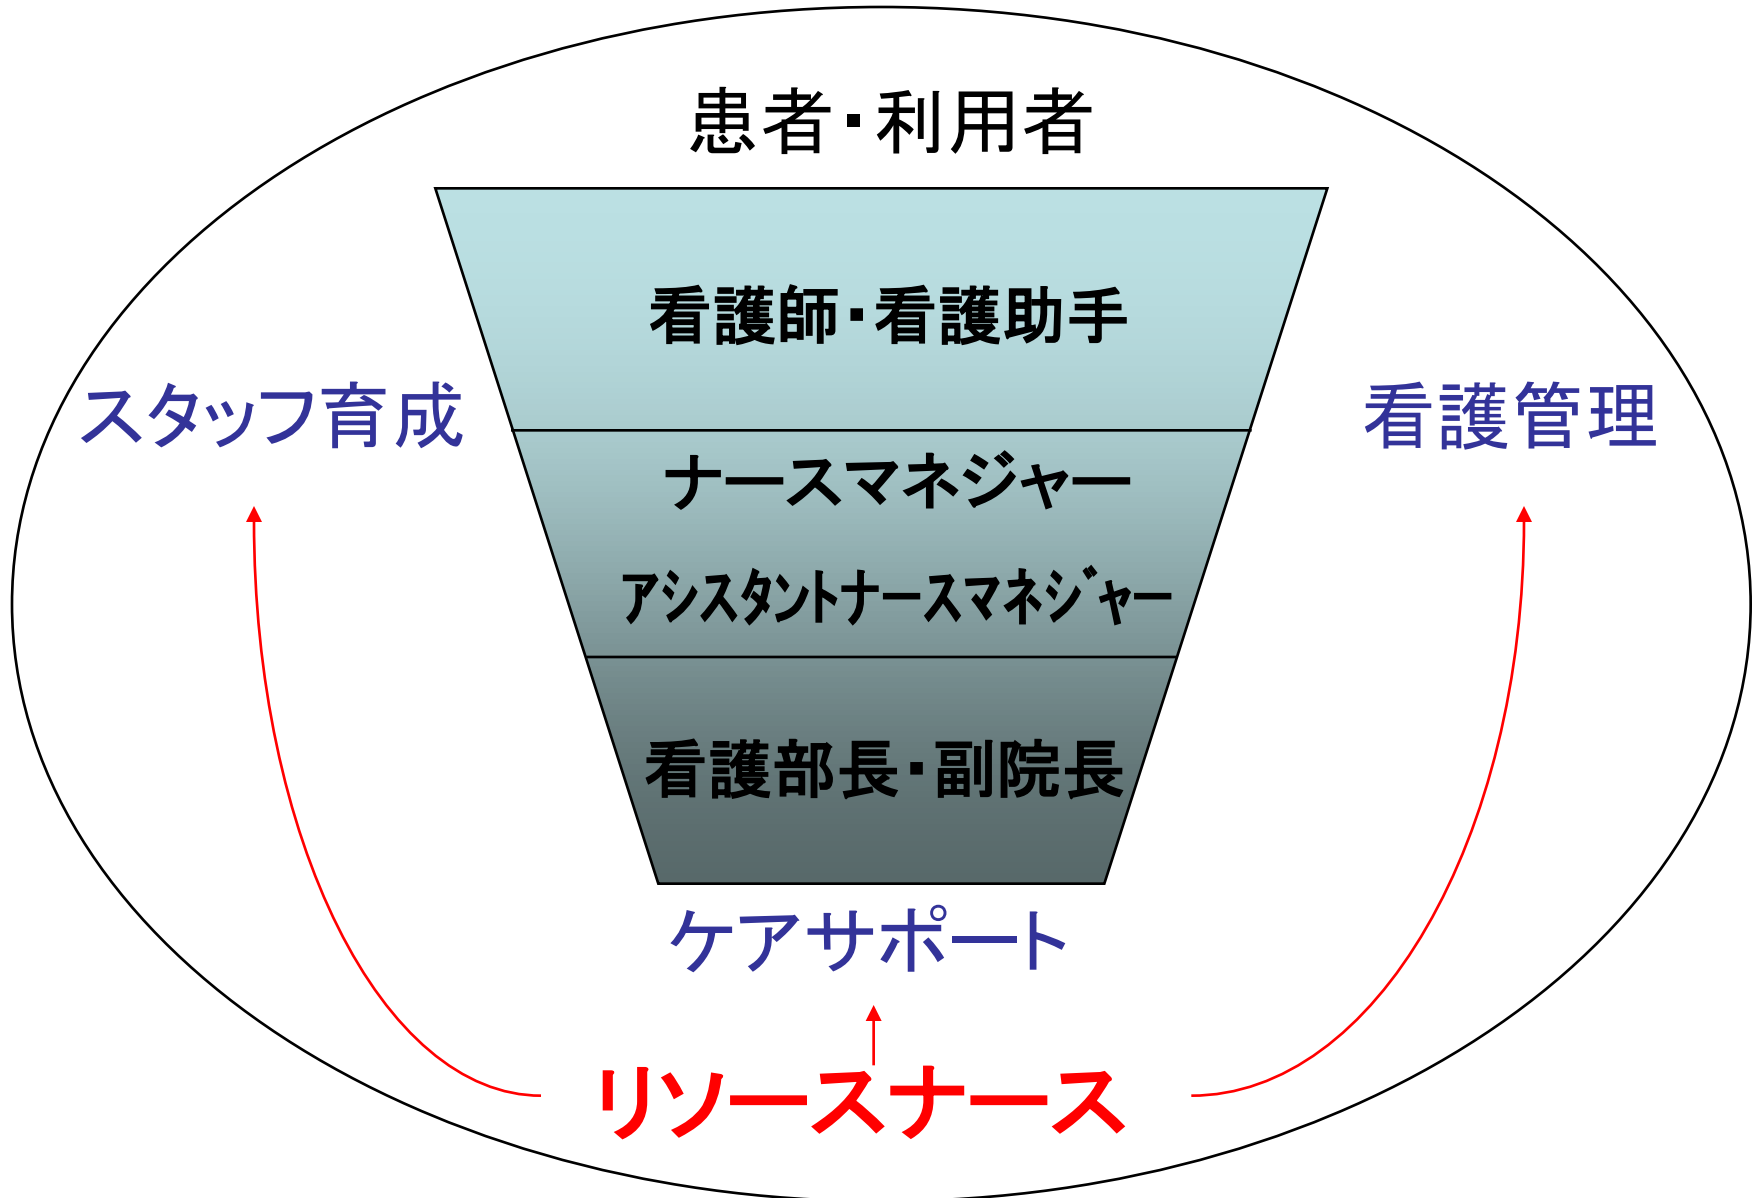 患者・利用者
看護師・看護助手
スタッフ育成
看護管理
ナースマネジャー
アシスタントナースマネジャー
看護部長・副院長
ケアサポート
リソースナース